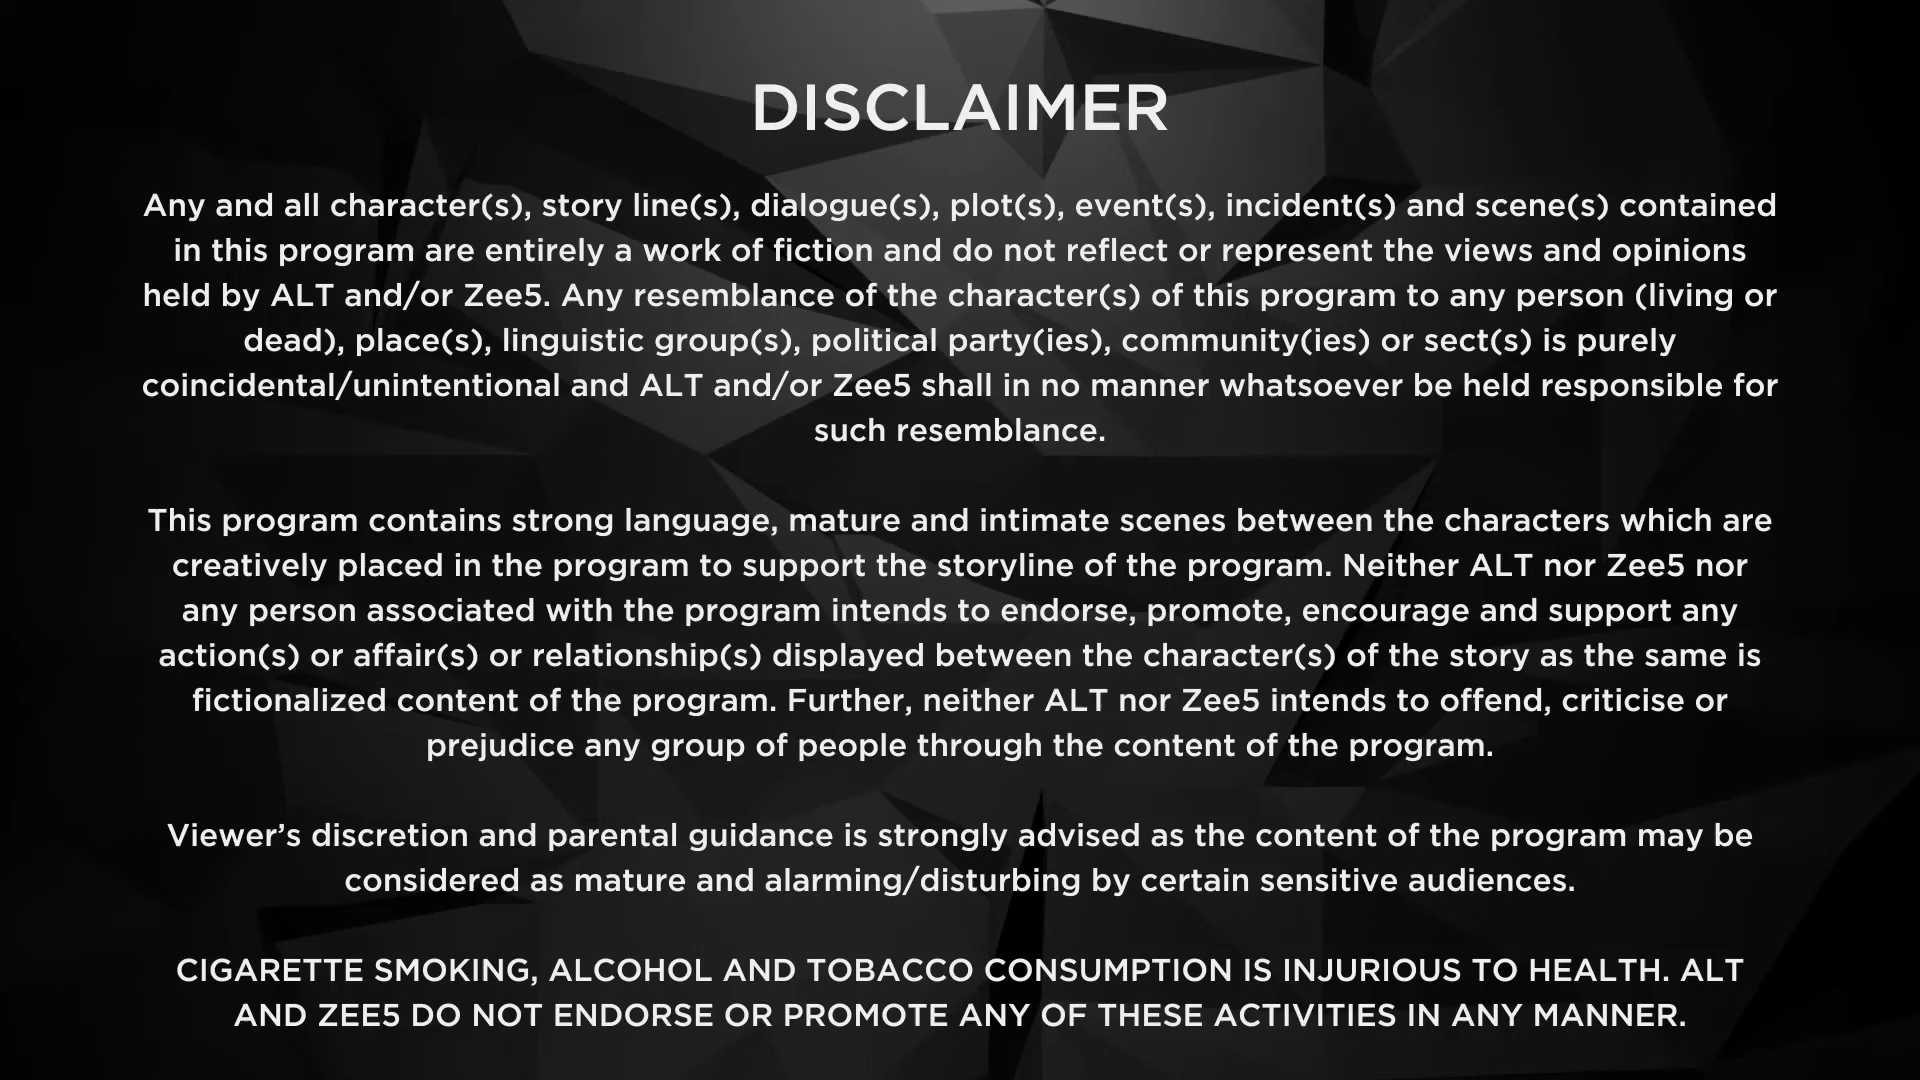 DISCLAIMER
Any and all character(s), story line(s), dialogue(s), plot(s), event(s), incident(s) and scene(s) contained
in this program are entirely a work of fiction and do not reflect or represent the views and opinions
held by ALT and/or Zee5. Any resemblance of the character(s) of this program to any person (living or
dead), place(s), linguistic group(s), political party(ies), community(ies) or sect(s) is purely
coincidental/unintentional and ALT and/or Zee5 shall in no manner whatsoever be held responsible for
such resemblance.
This program contains strong language, mature and intimate scenes between the characters which are
creatively placed in the program to support the storyline of the program. Neither ALT nor Zee5 nor
any person associated with the program intends to endorse, promote, encourage and support any
action(s) or affair(s) or relationship(s) displayed between the character(s) of the story as the same is
fictionalized content of the program. Further, neither ALT nor Zee5 intends to offend, criticise or
prejudice any group of people through the content of the program.
Viewer’s discretion and parental guidance is strongly advised as the content of the program may be
considered as mature and alarming/disturbing by certain sensitive audiences.
CIGARETTE SMOKING, ALCOHOL AND TOBACCO CONSUMPTION IS INJURIOUS TO HEALTH. ALT
AND ZEE5 DO NOT ENDORSE OR PROMOTE ANY OF THESE ACTIVITIES IN ANY MANNER.